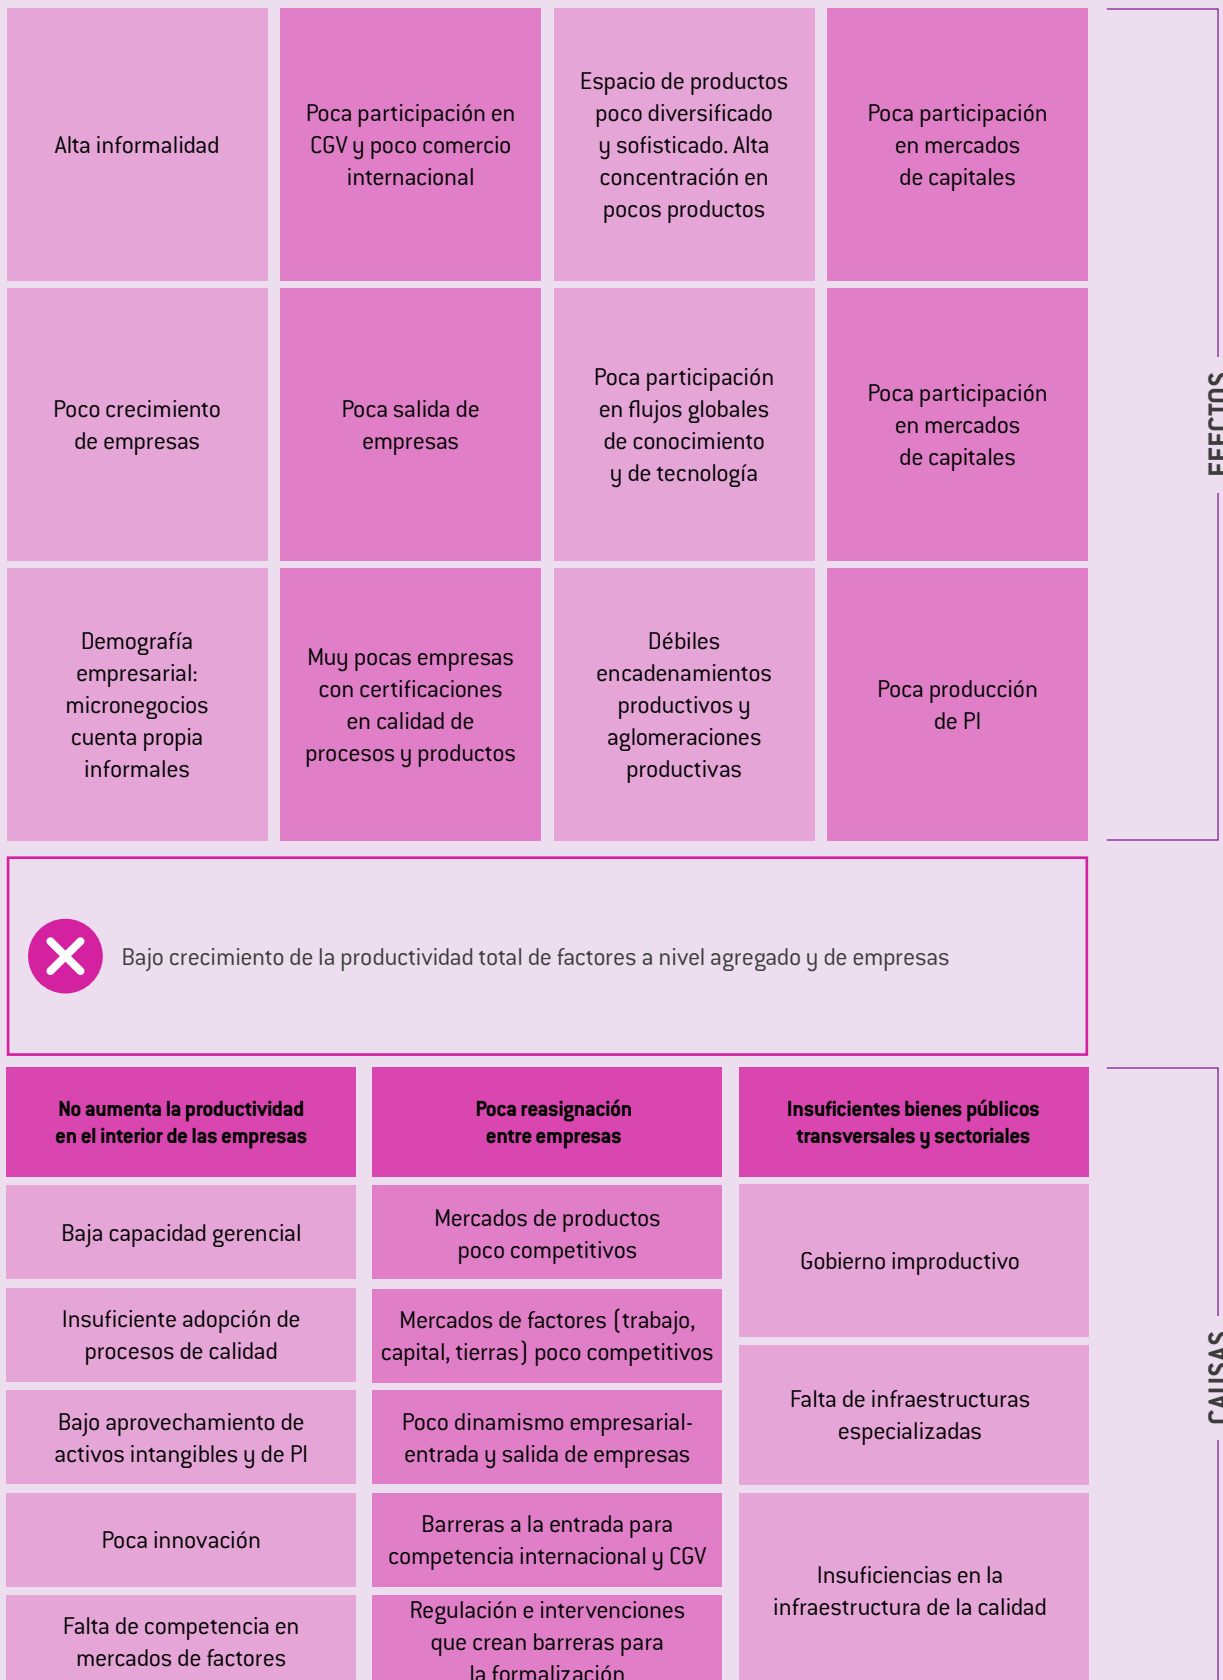 Alta informalidad
Poca participación en
CGV y poco comercio
internacional
Espacio de productos
poco diversificado
y sofisticado. Alta
concentración en
pocos productos
Poca participación
en mercados
de capitales
Poco crecimiento
de empresas
Poca salida de
empresas
Poca participación
en flujos globales
de conocimiento
y de tecnología
Poca participación
en mercados
de capitales
Demografía
empresarial:
micronegocios
cuenta propia
informales
Muy pocas empresas
con certificaciones
en calidad de
procesos y productos
Débiles
encadenamientos
productivos y
aglomeraciones
productivas
Poca producción
de PI
EFECTOS
Bajo crecimiento de la productividad total de factores a nivel agregado y de empresas
No aumenta la productividad
en el interior de las empresas
Baja capacidad gerencial
Insuficiente adopción de
procesos de calidad
Bajo aprovechamiento de
activos intangibles y de PI
Poca innovación
Falta de competencia en
mercados de factores
Poca reasignación
entre empresas
Mercados de productos
poco competitivos
Mercados de factores (trabajo,
capital, tierras) poco competitivos
Poco dinamismo empresarial-
entrada y salida de empresas
Barreras a la entrada para
competencia internacional y CGV
Regulación e intervenciones
que crean barreras para
la formalización
Insuficientes bienes públicos
transversales y sectoriales
Gobierno improductivo
Falta de infraestructuras
especializadas
Insuficiencias en la
infraestructura de la calidad
CAUSAS